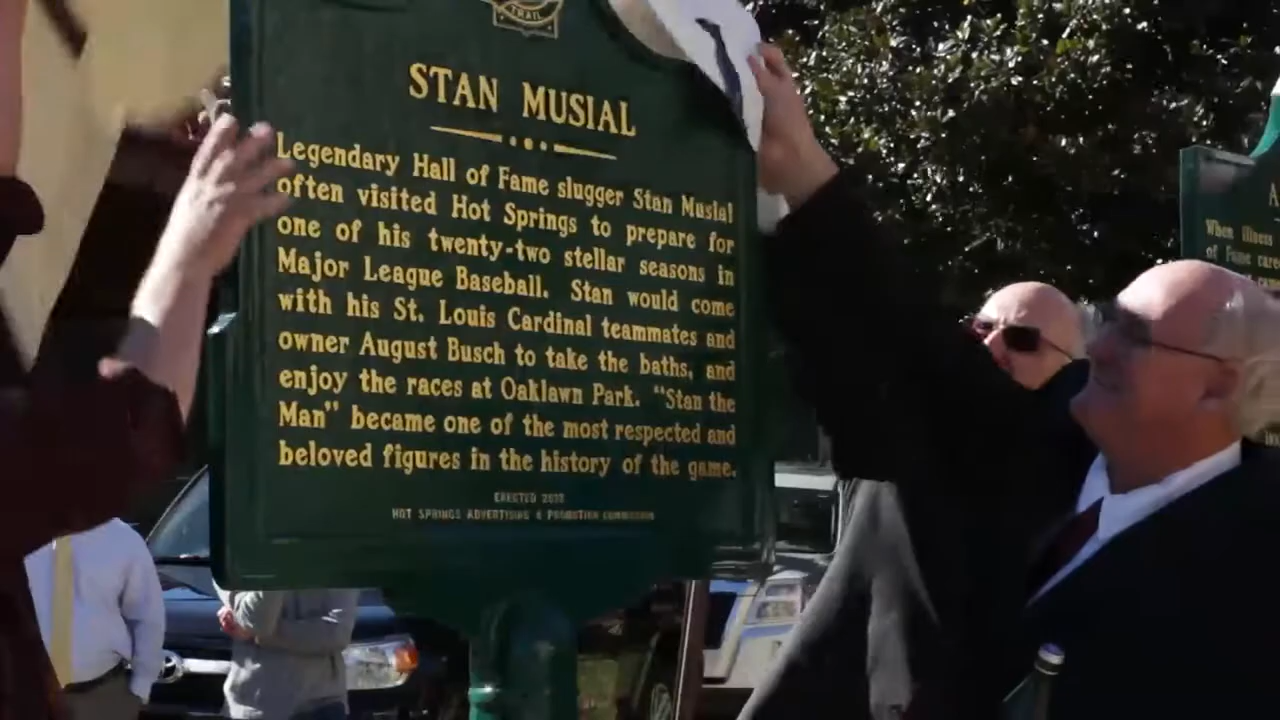 TRAIL
STAN MUSIAL
Legendary Hall of Fame slugger Stan Musial
often visited Hot Springs to prepare for
one of his twenty-two stellar seasons in
Major League Baseball. Stan would come
with his St. Louis Cardinal teammates and
owner August Busch to take the baths, and
enjoy the races at Oaklawn Park. "Stan the
Man" became one of the most respected and
beloved figures in the history of the game.
ERECTED
HOT SPRINGS ADVERTISING & PROMOTION COMMISSION
When illness
of Fame